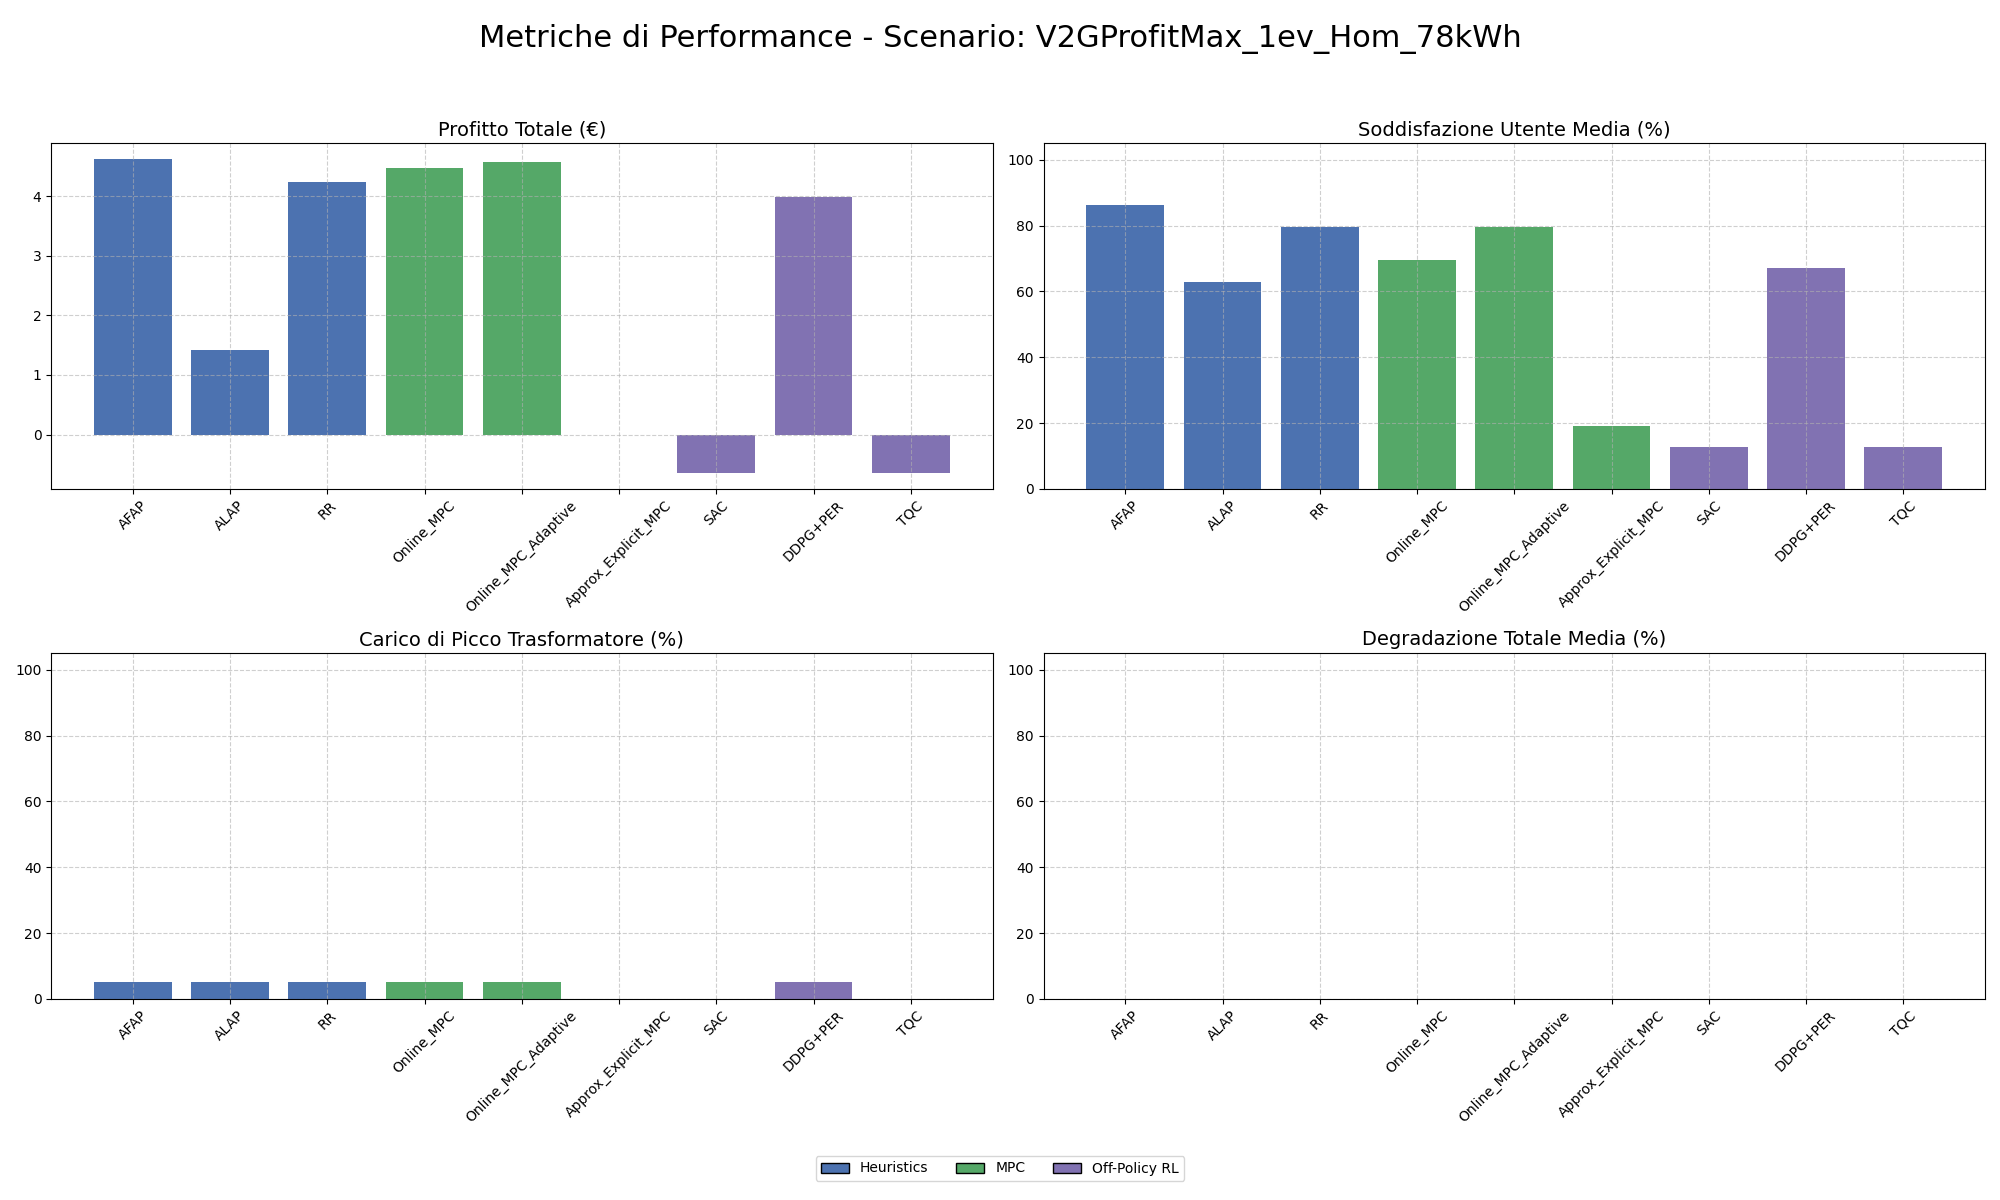 Metriche di Performance - Scenario: V2GProfitMax_1ev_Hom_78kWh
Profitto Totale (€)
4
3
2
1
0
AFAP
ALAP
RR
Online_MPC
Online_MPC_Adaptive
Approx_Explicit_MPC
SAC
DDPG+PER
TQC
Soddisfazione Utente Media (%)
100
80
60
40
20
0
AFAP
ALAP
RR
Online_MPC
Online_MPC_Adaptive
Approx_Explicit_MPC
SAC
DDPG+PER
TQC
Carico di Picco Trasformatore (%)
100
80
60
40
20
0
AFAP
ALAP
RR
Online_MPC
Online_MPC_Adaptive
Approx_Explicit_MPC
SAC
DDPG+PER
TQC
Degradazione Totale Media (%)
100
80
60
40
20
0
AFAP
ALAP
RR
Online_MPC
Online_MPC_Adaptive
Approx_Explicit_MPC
SAC
DDPG+PER
TQC
Heuristics
MPC
Off-Policy RL